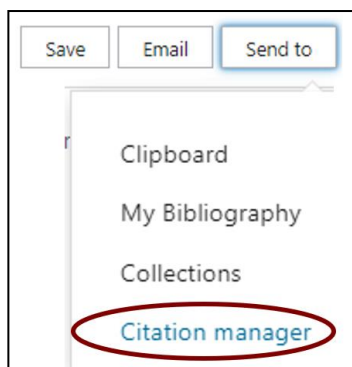 Save Email Send to
r
Clipboard
My Bibliography
Collections
Citation manager